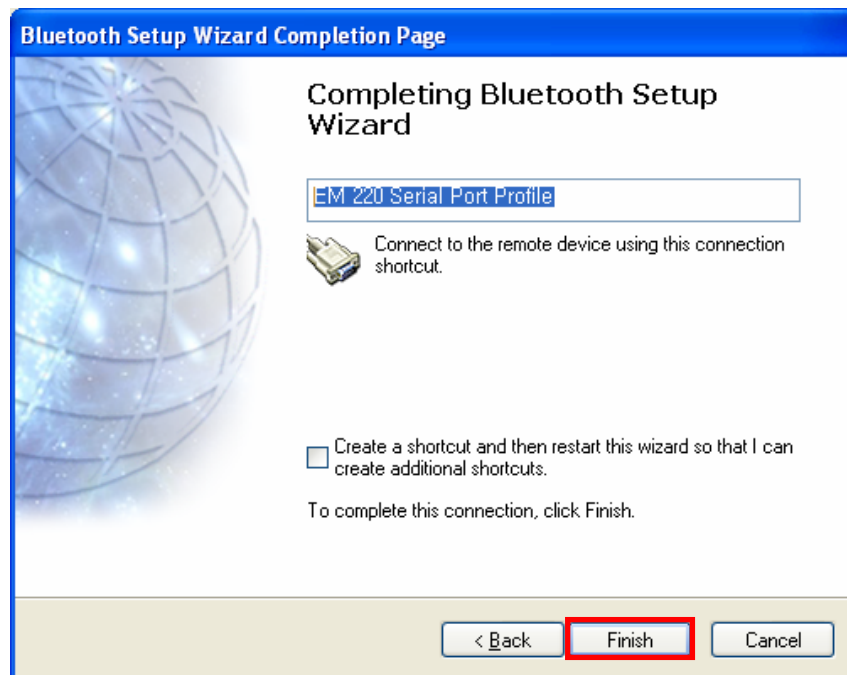 Bluetooth Setup Wizard Completion Page
Completing Bluetooth Setup
Wizard
EM 220 Serial Port Profile
Connect to the remote device using this connection
shortcut.
Create a shortcut and then restart this wizard so that I can
create additional shortcuts.
To complete this connection, click Finish.
< Back Finish Cancel